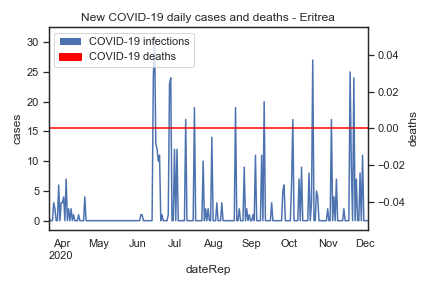 New COVID-19 daily cases and deaths - Eritrea
COVID-19 infections
COVID-19 deaths
cases
30
25
20
15
10
5
0
deaths
0.04
0.02
0.00
−0.02
−0.04
Apr May Jun Jul Aug Sep Oct Nov Dec
2020
dateRep